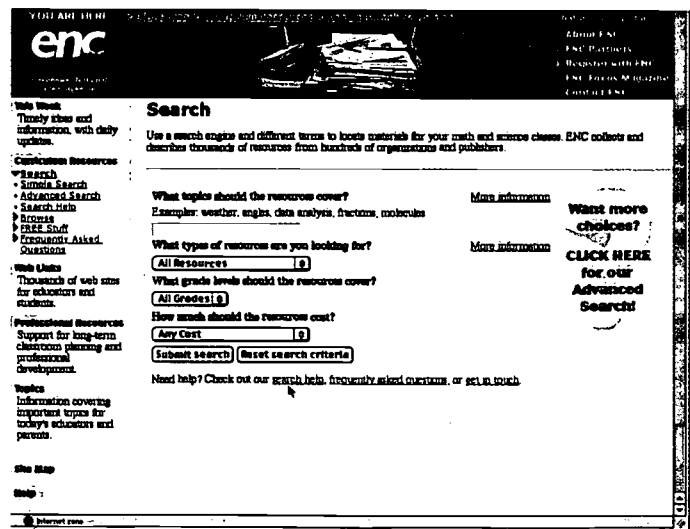 YOU ARE HERE
enc
About ENC
ENC Partners
Register with ENC
ENC Focus Magazine
Contact ENC
This Week
Timely ideas and
information, with daily
updates.
Curriculum Resources
Search
Simple Search
Advanced Search
Search Help
Browse
FREE Stuff
Frequently Asked
Questions
Web Links
Thousands of web sites
for educators and
students.
Professional Resources
Support for long-term
classroom planning and
professional
development.
Topics
Information covering
important topics for
today's educators and
parents.
Site Map
Help
Search
Use a search engine and different terms to locate materials for your math and science classes. ENC collects and
describes thousands of resources from hundreds of organizations and publishers.
What topics should the resources cover? More information
Examples: weather, angles, data analysis, fractions, molecules
What types of resources are you looking for? More information
All Resources
What grade levels should the resources cover?
All Grades
How much should the resources cost?
Any Cost
Submit search Reset search criteria
Need help? Check out our search help, frequently asked questions, or get in touch.
Want more
choices?
CLICK HERE
for our
Advanced
Search!
Internet zone